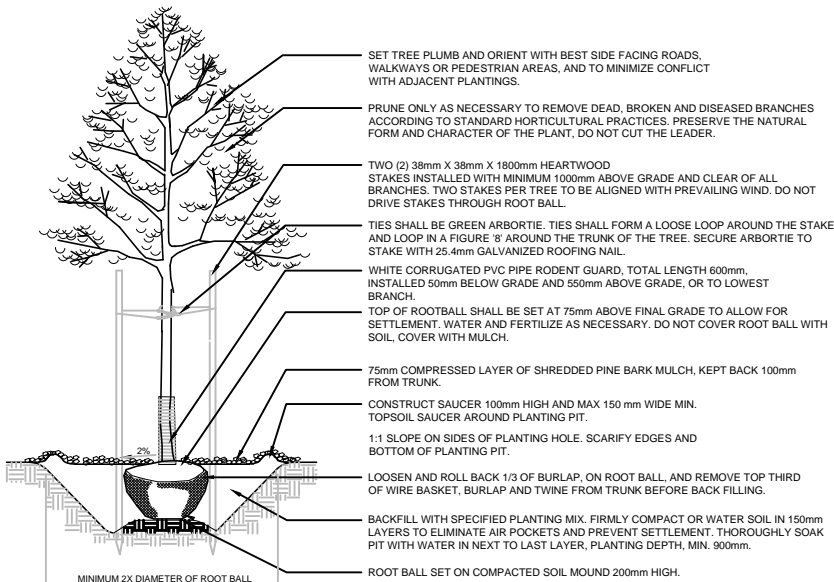 SET TREE PLUMB AND ORIENT WITH BEST SIDE FACING ROADS,
WALKWAYS OR PEDESTRIAN AREAS, AND TO MINIMIZE CONFLICT
WITH ADJACENT PLANTINGS.
PRUNE ONLY AS NECESSARY TO REMOVE DEAD, BROKEN AND DISEASED BRANCHES
ACCORDING TO STANDARD HORTICULTURAL PRACTICES. PRESERVE THE NATURAL
FORM AND CHARACTER OF THE PLANT, DO NOT CUT THE LEADER.
TWO (2) 38mm X 38mm X 1800mm HEARTWOOD
STAKES INSTALLED WITH MINIMUM 1000mm ABOVE GRADE AND CLEAR OF ALL
BRANCHES. TWO STAKES PER TREE TO BE ALIGNED WITH PREVAILING WIND. DO NOT
DRIVE STAKES THROUGH ROOT BALL.
TIES SHALL BE GREEN ARBORTIE. TIES SHALL FORM A LOOSE LOOP AROUND THE STAKE
AND LOOP IN A FIGURE '8' AROUND THE TRUNK OF THE TREE. SECURE ARBORTIE TO
STAKE WITH 25.4mm GALVANIZED ROOFING NAIL.
WHITE CORRUGATED PVC PIPE RODENT GUARD, TOTAL LENGTH 600mm,
INSTALLED 50mm BELOW GRADE AND 550mm ABOVE GRADE, OR TO LOWEST
BRANCH.
TOP OF ROOTBALL SHALL BE SET AT 75mm ABOVE FINAL GRADE TO ALLOW FOR
SETTLEMENT. WATER AND FERTILIZE AS NECESSARY. DO NOT COVER ROOT BALL WITH
SOIL, COVER WITH MULCH.
75mm COMPRESSED LAYER OF SHREDDED PINE BARK MULCH, KEPT BACK 100mm
FROM TRUNK.
CONSTRUCT SAUCER 100mm HIGH AND MAX 150 mm WIDE MIN.
TOPSOIL SAUCER AROUND PLANTING PIT.
1:1 SLOPE ON SIDES OF PLANTING HOLE. SCARIFY EDGES AND
BOTTOM OF PLANTING PIT.
2%
LOOSEN AND ROLL BACK 1/3 OF BURLAP, ON ROOT BALL, AND REMOVE TOP THIRD
OF WIRE BASKET, BURLAP AND TWINE FROM TRUNK BEFORE BACK FILLING.
BACKFILL WITH SPECIFIED PLANTING MIX. FIRMLY COMPACT OR WATER SOIL IN 150mm
LAYERS TO ELIMINATE AIR POCKETS AND PREVENT SETTLEMENT. THOROUGHLY SOAK
PIT WITH WATER IN NEXT TO LAST LAYER, PLANTING DEPTH, MIN. 900mm.
ROOT BALL SET ON COMPACTED SOIL MOUND 200mm HIGH.
MINIMUM 2X DIAMETER OF ROOT BALL